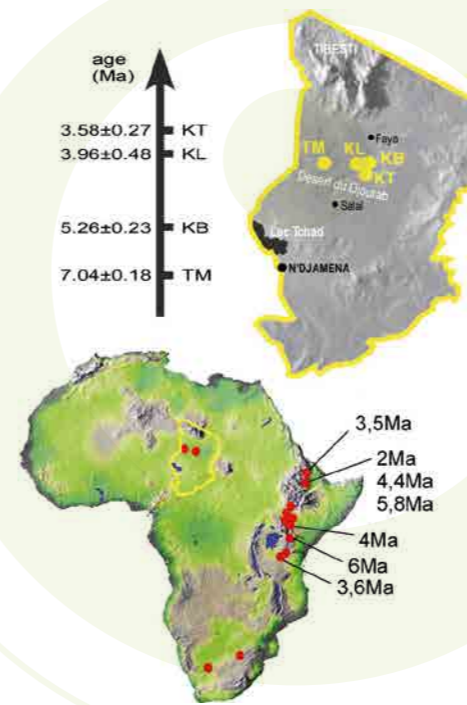 age
(Ma)
3.58±0.27 KT
3.96±0.48 KL
5.26±0.23 KB
7.04±0.18 TM
TIBESTI
Faya
TM KL KB
KT
Desert du Djourab
Salal
Lac Tchad
N'DJAMENA
3,5Ma
2Ma
4,4Ma
5,8Ma
4Ma
6Ma
3,6Ma